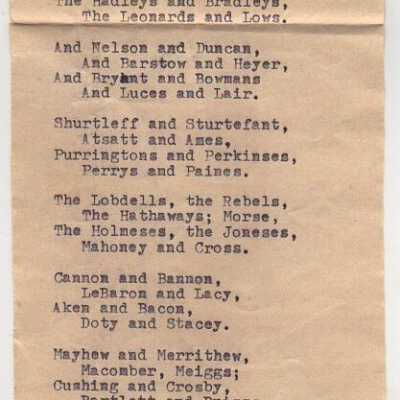 The Hadleys and Bradleys,
The Leonards and Lows.
And Nelson and Duncan,
And Barstow and Heyer,
And Bryant and Bowmans
And Luces and Lair.
Shurtleff and Sturtefant,
Atsatt and Ames,
Purringtons and Perkinses,
Perrys and Paines.
The Lobdells, the Rebels,
The Hathaways; Morse,
The Holmeses, the Joneses,
Mahoney and Cross.
Cannon and Bannon,
LeBaron and Lacy,
Aken and Bacon,
Doty and Stacey.
Mayhew and Merrithew,
Macomber, Meiggs;
Cushing and Crosby,
Bartlett and